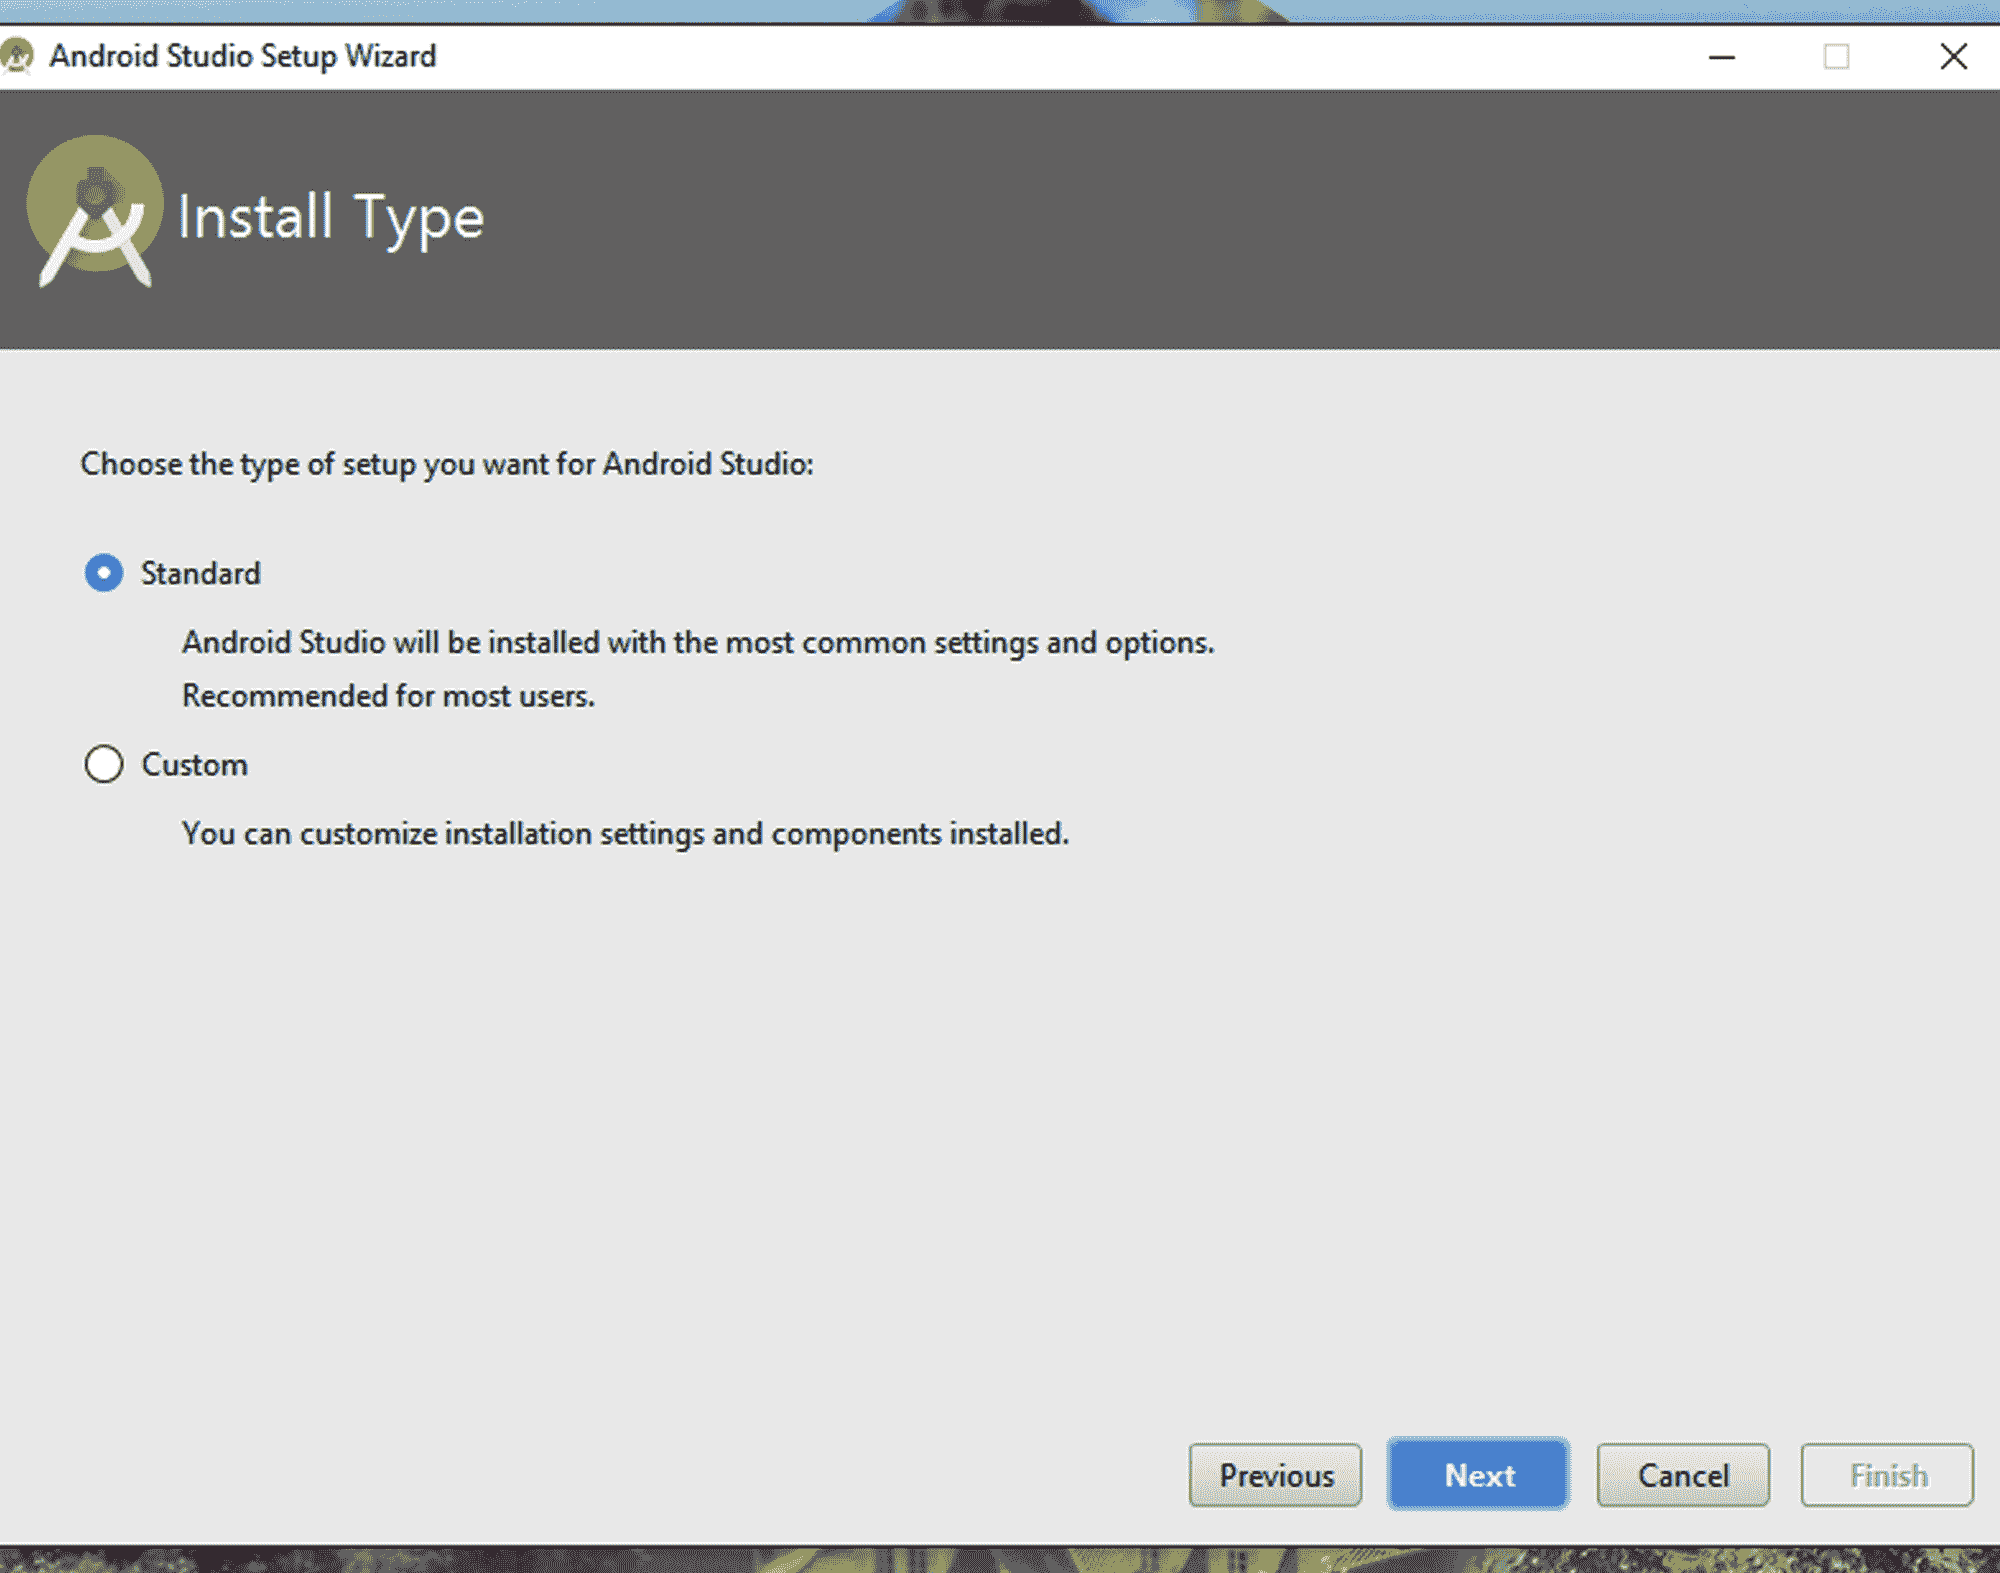 Android Studio Setup Wizard
Install Type
Choose the type of setup you want for Android Studio:
Standard
Android Studio will be installed with the most common settings and options.
Recommended for most users.
Custom
You can customize installation settings and components installed.
Previous Next Cancel Finish